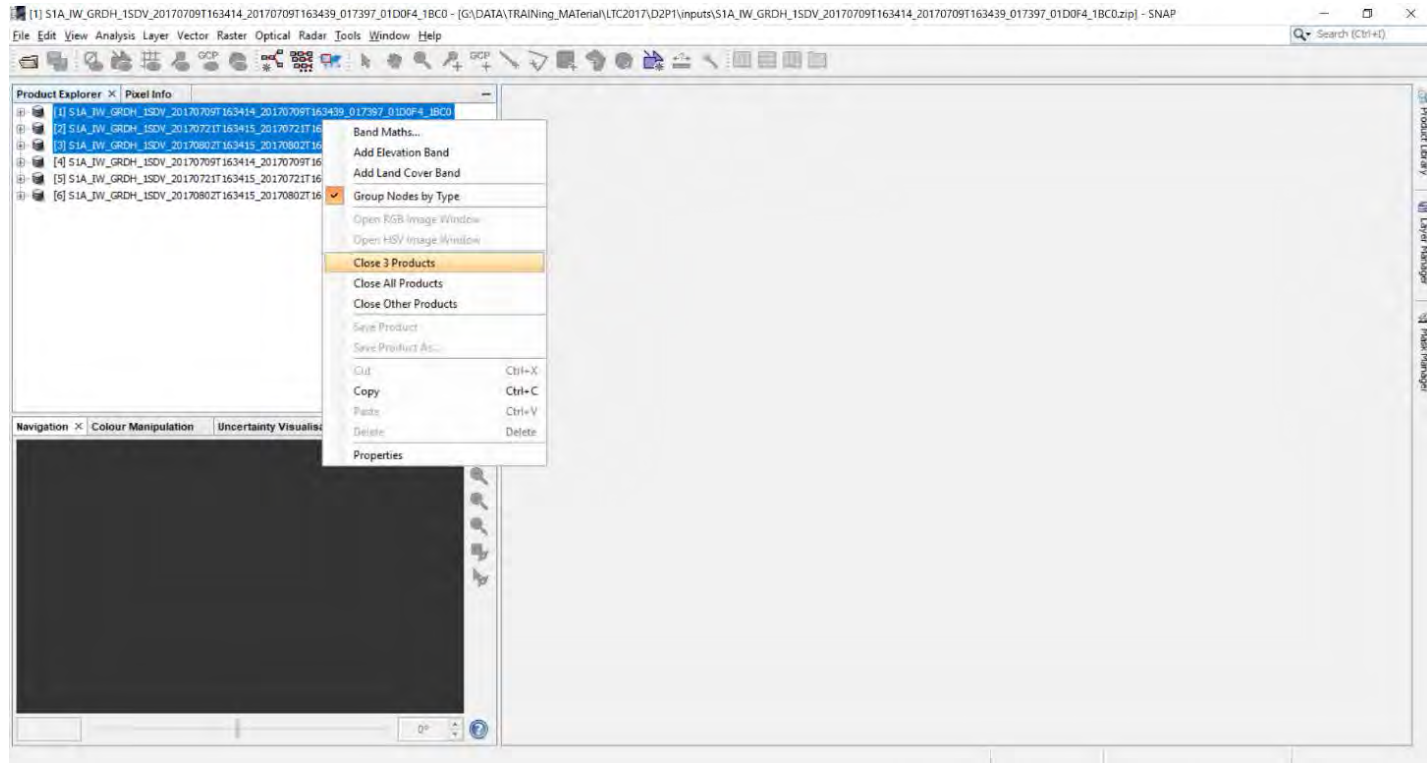 [1] S1A_IW_GRDH_1SDV_20170709T163414_20170709T163439_017397_01D0F4_1BC0 - [G:\DATA\TRAINing_MATerial\LTC2017\D2P1\inputs\S1A_IW_GRDH_1SDV_20170709T163414_20170709T163439_017397_01D0F4_1BC0.zip] - SNAP
File Edit View Analysis Layer Vector Raster Optical Radar Tools Window Help
Search (Ctrl+I)
GCP GCP
Product Explorer Pixel Info
[1] S1A_IW_GRDH_1SDV_20170709T163414_20170709T163439_017397_01D0F4_1BC0
[2] S1A_IW_GRDH_1SDV_20170721T163415_20170721T16
[3] S1A_IW_GRDH_1SDV_20170802T163415_20170802T16
[4] S1A_IW_GRDH_1SDV_20170709T163414_20170709T16
[5] S1A_IW_GRDH_1SDV_20170721T163415_20170721T16
[6] S1A_IW_GRDH_1SDV_20170802T163415_20170802T16
Band Maths...
Add Elevation Band
Add Land Cover Band
Group Nodes by Type
Open RGB Image Window
Open HSV Image Window
Close 3 Products
Close All Products
Close Other Products
Save Product
Save Product As...
Cut Ctrl+X
Copy Ctrl+C
Paste Ctrl+V
Delete Delete
Properties
Navigation Colour Manipulation Uncertainty Visualisa
0°
Product Library
Layer Manager
Mask Manager